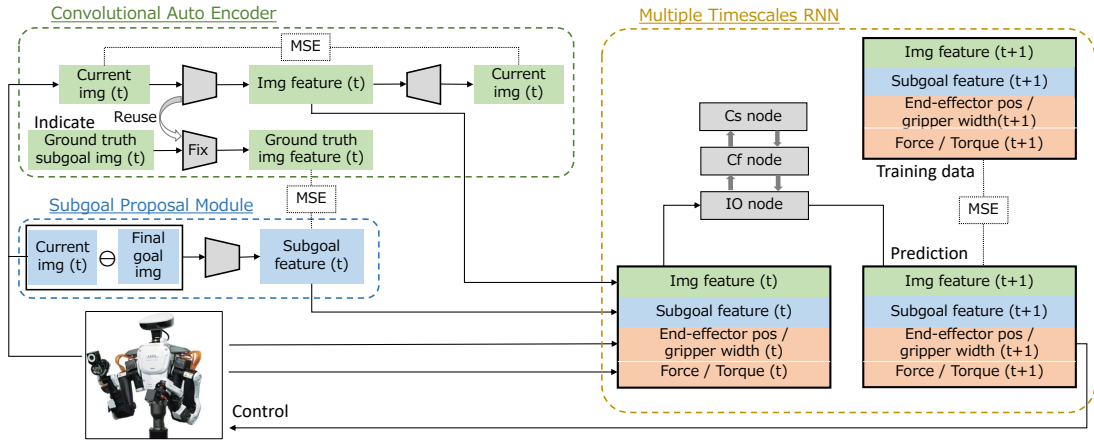 Convolutional Auto Encoder
MSE
Current
img (t)
Img feature (t)
Current
img (t)
Reuse
Indicate
Ground truth
subgoal img (t)
Fix
Ground truth
img feature (t)
MSE
Subgoal Proposal Module
Current
img (t)
⊖
Final
goal
img
Subgoal
feature (t)
Control
Multiple Timescales RNN
Img feature (t+1)
Subgoal feature (t+1)
End-effector pos /
gripper width(t+1)
Force / Torque (t+1)
Training data
MSE
Cs node
Cf node
IO node
Prediction
Img feature (t)
Subgoal feature (t)
End-effector pos /
gripper width (t)
Force / Torque (t)
Img feature (t+1)
Subgoal feature (t+1)
End-effector pos /
gripper width (t+1)
Force / Torque (t+1)